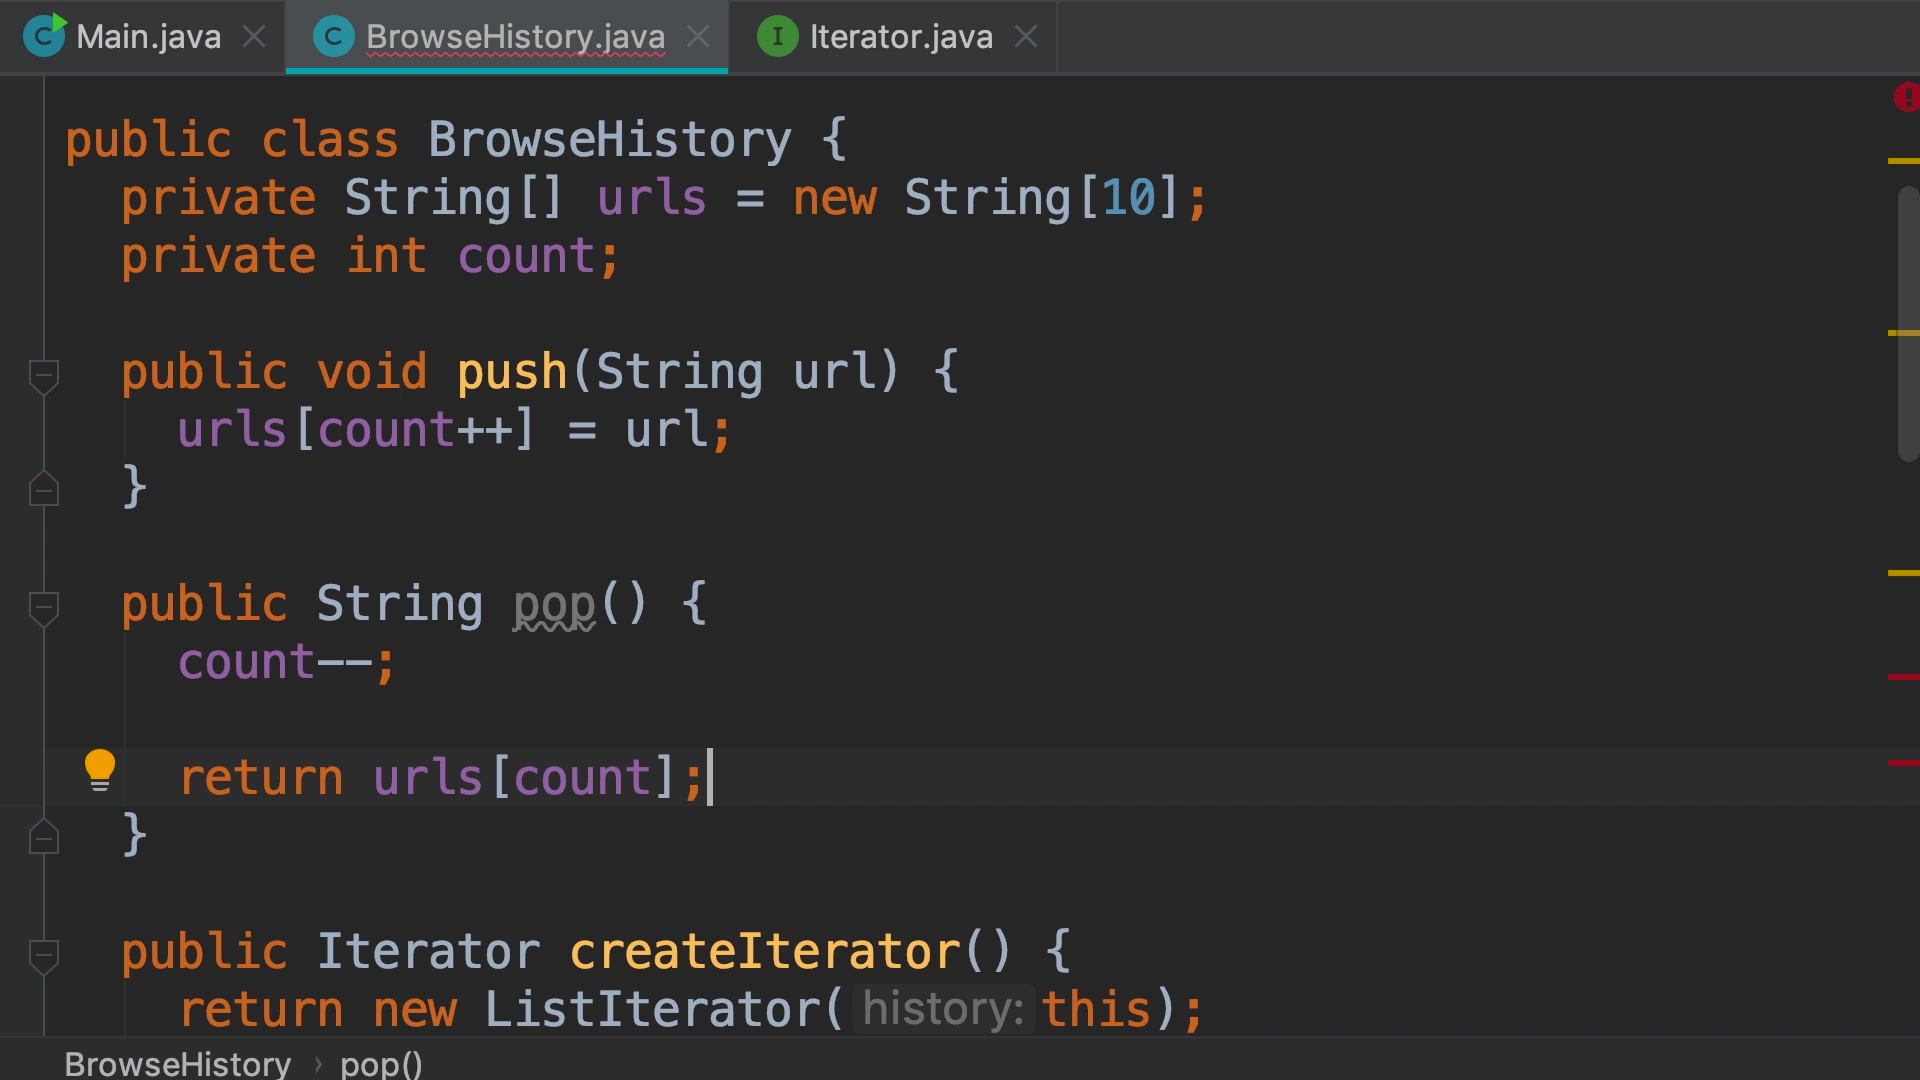 Main.java BrowseHistory.java Iterator.java
public class BrowseHistory {
private String[] urls = new String[10];
private int count;
public void push(String url) {
urls[count++] = url;
}
public String pop() {
count--;
return urls[count];
}
public Iterator createIterator() {
return new ListIterator( history: this);
BrowseHistory › pop()